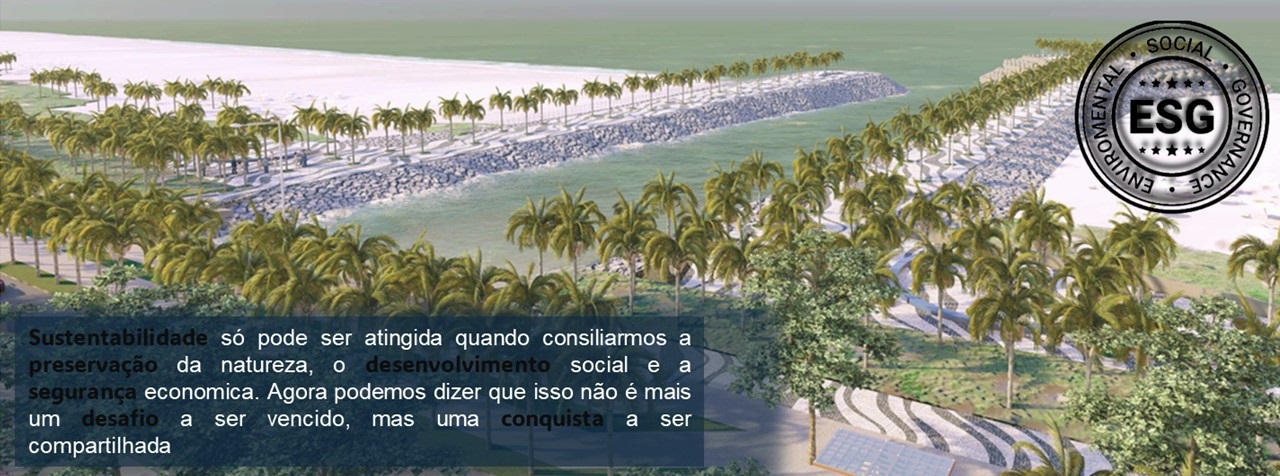 SOCIAL • GOVERNANCE • ENVIROMENTAL •
ESG
Sustentabilidade só pode ser atingida quando consiliarmos a
preservação da natureza, o desenvolvimento social e a
segurança economica. Agora podemos dizer que isso não é mais
um desafio a ser vencido, mas uma conquista a ser
compartilhada